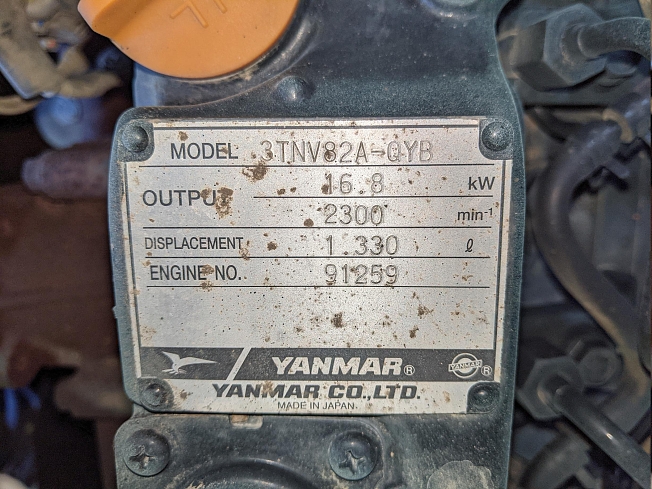 MODEL 3TNV82A-QYB
OUTPUT 16.8 kW
2300 min-1
DISPLACEMENT 1.330 ℓ
ENGINE NO. 91259
YANMAR® YANMAR ®
YANMAR CO.,LTD.
MADE IN JAPAN